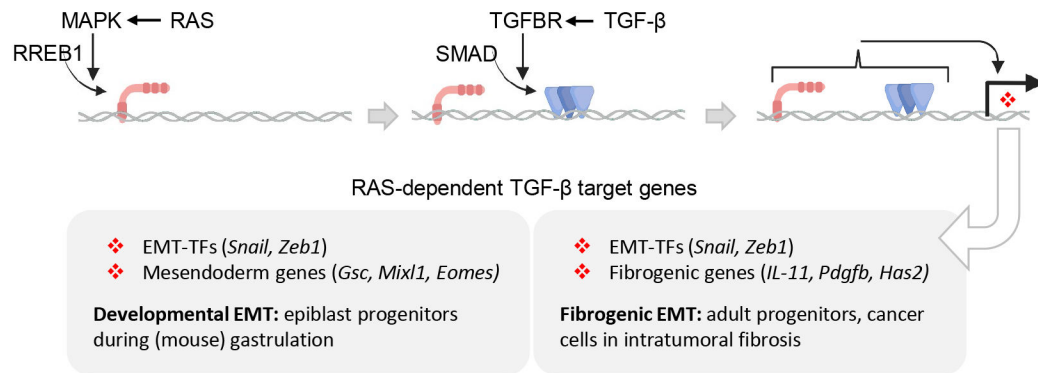 MAPK RAS
RREB1
TGFBR TGF-β
SMAD
RAS-dependent TGF-β target genes
EMT-TFs (Snail, Zeb1)
Mesendoderm genes (Gsc, Mixl1, Eomes)
Developmental EMT: epiblast progenitors
during (mouse) gastrulation
EMT-TFs (Snail, Zeb1)
Fibrogenic genes (IL-11, Pdgfb, Has2)
Fibrogenic EMT: adult progenitors, cancer
cells in intratumoral fibrosis